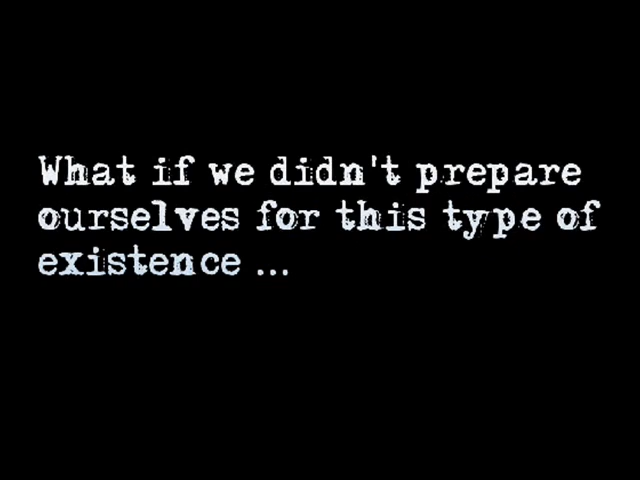 What if we didn't prepare
ourselves for this type of
existence ...